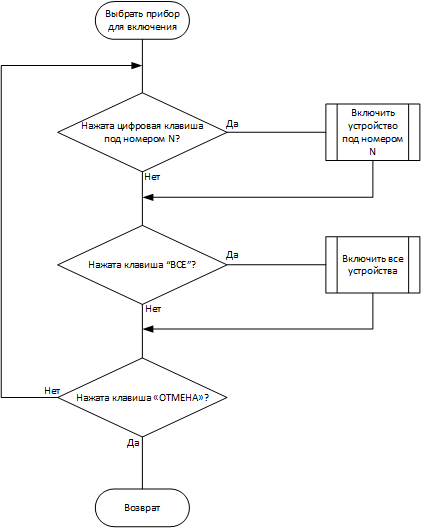 Выбрать прибор
для включения
Нажата цифровая клавиша
под номером N?
Да
Включить
устройство
под номером
N
Нет
Нажата клавиша “ВСЕ”?
Да
Включить все
устройства
Нет
Нажата клавиша «ОТМЕНА»?
Нет
Да
Возврат